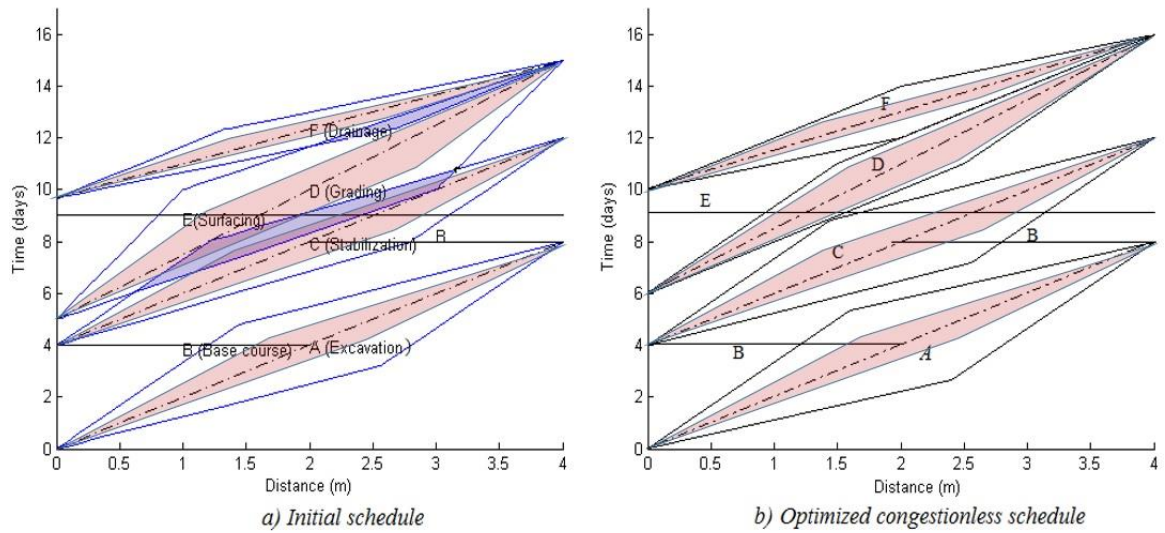 16
14
12
10
8
6
4
2
0
Time (days)
F (Drainage)
D (Grading)
E(Surfacing)
C (Stabilization)
B
B (Base course)
A (Excavation)
0
0.5
1
1.5
2
2.5
3
3.5
4
Distance (m)
a) Initial schedule
16
14
12
10
8
6
4
2
0
Time (days)
F
D
E
C
B
B
A
0
0.5
1
1.5
2
2.5
3
3.5
4
Distance (m)
b) Optimized congestionless schedule